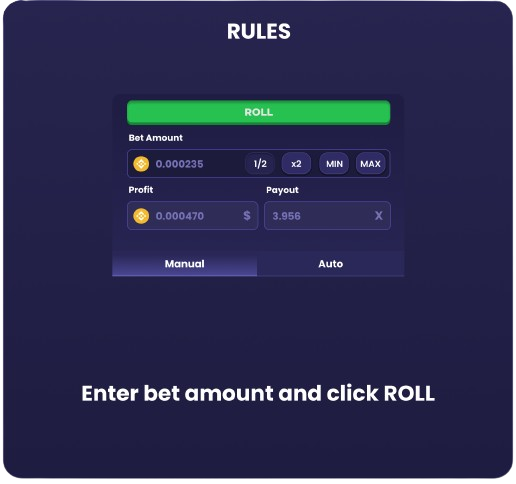 RULES
ROLL
Bet Amount
0.000235 1/2 x2 MIN MAX
Profit Payout
0.000470 $ 3.956 X
Manual Auto
Enter bet amount and click ROLL